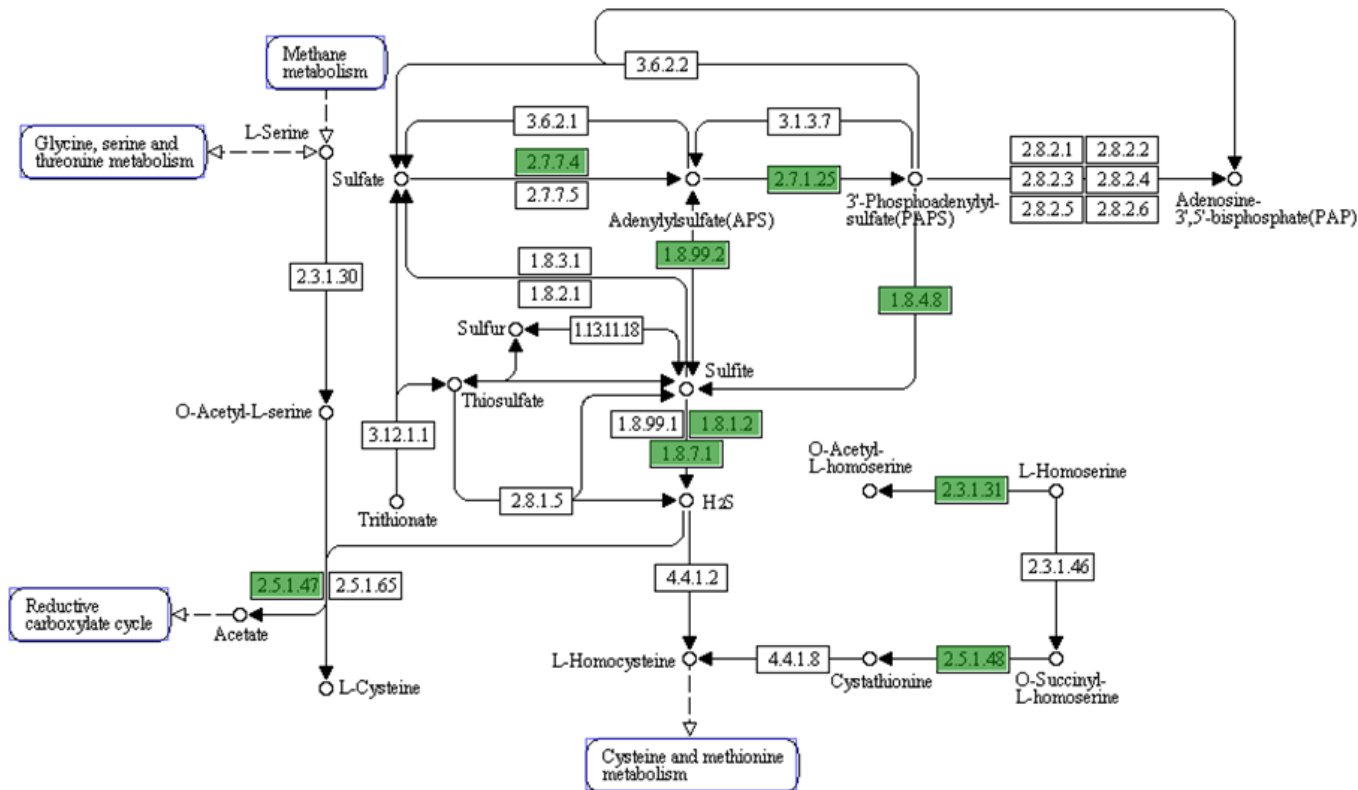 Methane
metabolism
3.6.2.2
L-Serine
Glycine, serine and
threonine metabolism
3.6.2.1
3.1.3.7
2.7.7.4
2.7.7.5
2.7.1.25
2.8.2.1 2.8.2.2
2.8.2.3 2.8.2.4
2.8.2.5 2.8.2.6
Sulfate
Adenylylsulfate(APS)
3'-Phosphoadenylyl-
sulfate(PAPS)
Adenosine-
3',5'-bisphosphate(PAP)
1.8.99.2
1.8.3.1
1.8.2.1
2.3.1.30
1.8.4.8
Sulfur
1.13.11.18
Sulfite
Thiosulfate
O-Acetyl-L-serine
3.12.1.1
1.8.99.1 1.8.1.2
1.8.7.1
O-Acetyl-
L-homoserine
2.3.1.31
L-Homoserine
Trithionate
2.8.1.5
H2S
2.5.1.47 2.5.1.65
4.4.1.2
2.3.1.46
Reductive
carboxylate cycle
Acetate
L-Cysteine
L-Homocysteine
4.4.1.8
Cystathionine
2.5.1.48
O-Succinyl-
L-homoserine
Cysteine and methionine
metabolism